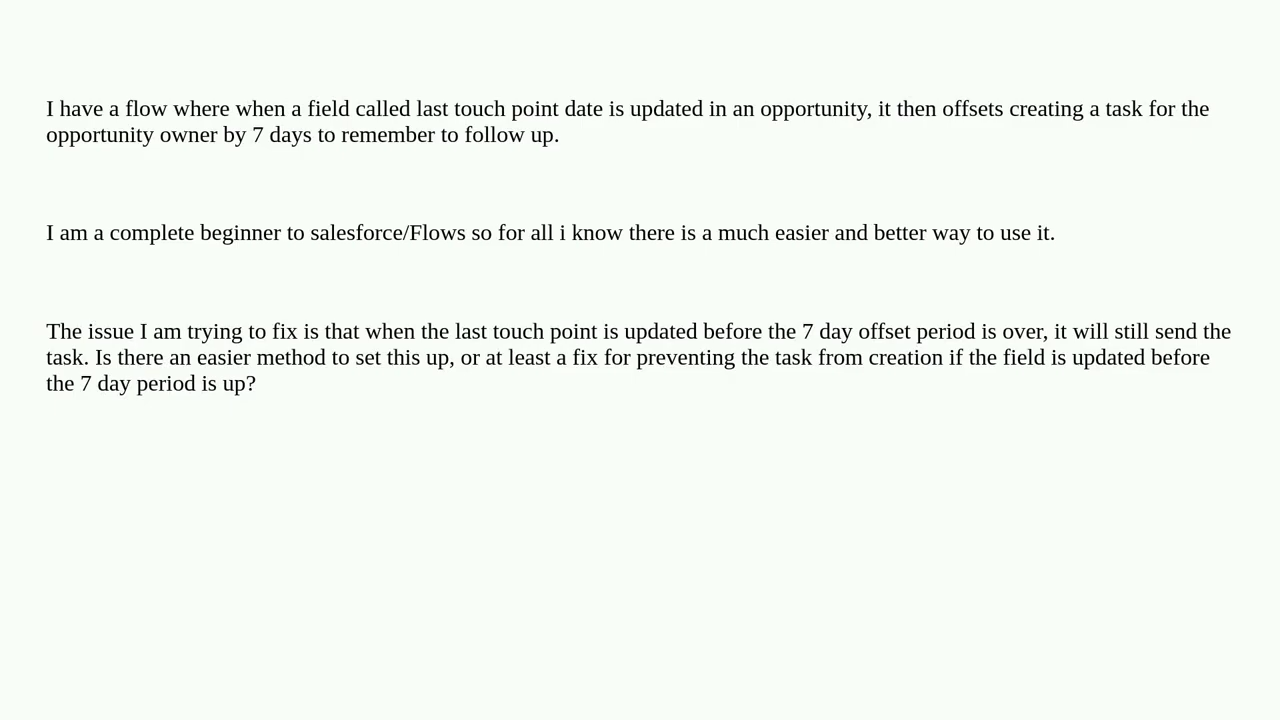 I have a flow where when a field called last touch point date is updated in an opportunity, it then offsets creating a task for the
opportunity owner by 7 days to remember to follow up.
I am a complete beginner to salesforce/Flows so for all i know there is a much easier and better way to use it.
The issue I am trying to fix is that when the last touch point is updated before the 7 day offset period is over, it will still send the
task. Is there an easier method to set this up, or at least a fix for preventing the task from creation if the field is updated before
the 7 day period is up?